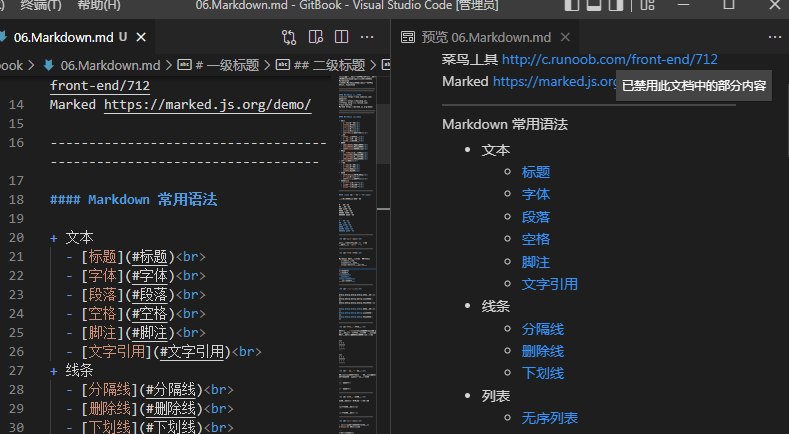 终端(T) 帮助(H) 06.Markdown.md - GitBook - Visual Studio Code [管理员]
06.Markdown.md U
预览 06.Markdown.md
ook > 06.Markdown.md > # 一级标题 > ## 二级标题 >
front-end/712
14 Marked https://marked.js.org/demo/
15
16 -----------------------------------
----------------------------------
17
18 #### Markdown 常用语法
19
20 + 文本
21 - [标题](#标题)<br>
22 - [字体](#字体)<br>
23 - [段落](#段落)<br>
24 - [空格](#空格)<br>
25 - [脚注](#脚注)<br>
26 - [文字引用](#文字引用)<br>
27 + 线条
28 - [分隔线](#分隔线)<br>
29 - [删除线](#删除线)<br>
30 - [下划线](#下划线)<br>
菜鸟工具 http://c.runoob.com/front-end/712
Marked https://marked.js.org
已禁用此文档中的部分内容
Markdown 常用语法
文本
标题
字体
段落
空格
脚注
文字引用
线条
分隔线
删除线
下划线
列表
无序列表